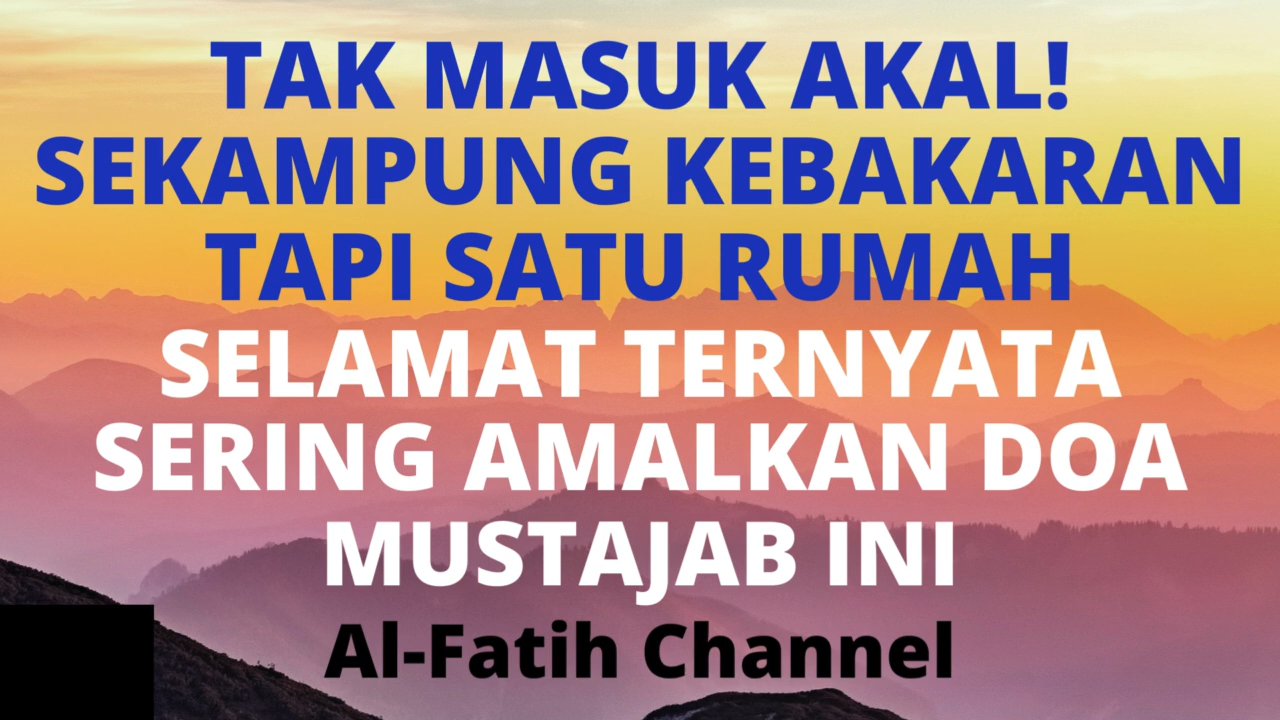 TAK MASUK AKAL!
SEKAMPUNG KEBAKARAN
TAPI SATU RUMAH
SELAMAT TERNYATA
SERING AMALKAN DOA
MUSTAJAB INI
Al-Fatih Channel